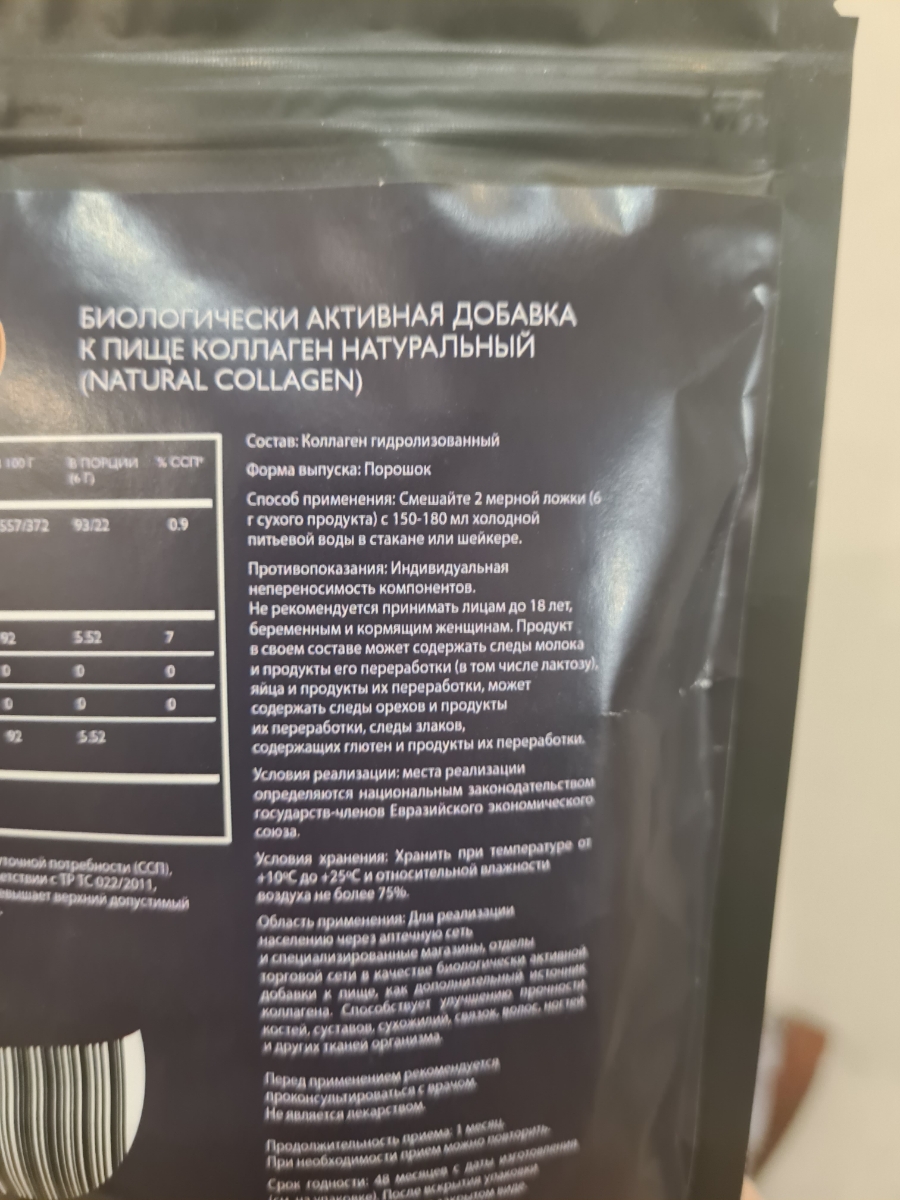 БИОЛОГИЧЕСКИ АКТИВНАЯ ДОБАВКА
К ПИЩЕ КОЛЛАГЕН НАТУРАЛЬНЫЙ
(NATURAL COLLAGEN)
100 Г В ПОРЦИИ (6 Г) % ССП*
557/372 93/22 0.9
92 5.52 7
0 0 0
0 0 0
92 5.52
(ССП),
с ТР ТС 022/2011,
верхний допустимый
Состав: Коллаген гидролизованный
Форма выпуска: Порошок
Способ применения: Смешайте 2 мерной ложки (6
г сухого продукта) с 150-180 мл холодной
питьевой воды в стакане или шейкере.
Противопоказания: Индивидуальная
непереносимость компонентов.
Не рекомендуется принимать лицам до 18 лет,
беременным и кормящим женщинам. Продукт
в своем составе может содержать следы молока
и продукты его переработки (в том числе лактозу),
яйца и продукты их переработки, может
содержать следы орехов и продукты
их переработки, следы злаков,
содержащих глютен и продукты их переработки.
Условия реализации: места реализации
определяются национальным законодательством
государств-членов Евразийского экономического
союза.
Условия хранения: Хранить при температуре от
+10°С до +25°С и относительной влажности
воздуха не более 75%.
Область применения: Для реализации
населению через аптечную сеть
и специализированные магазины, отделы
торговой сети в качестве биологически активной
добавки к пище, как дополнительный источник
коллагена. Способствует улучшению прочности
костей, суставов, сухожилий, связок, волос, ногтей
и других тканей организма.
Перед применением рекомендуется
проконсультироваться с врачом.
Не является лекарством.
Продолжительность приема: 1 месяц.
При необходимости прием можно повторить.
Срок годности: 48 месяцев с даты изготовления
После вскрытия упаковки